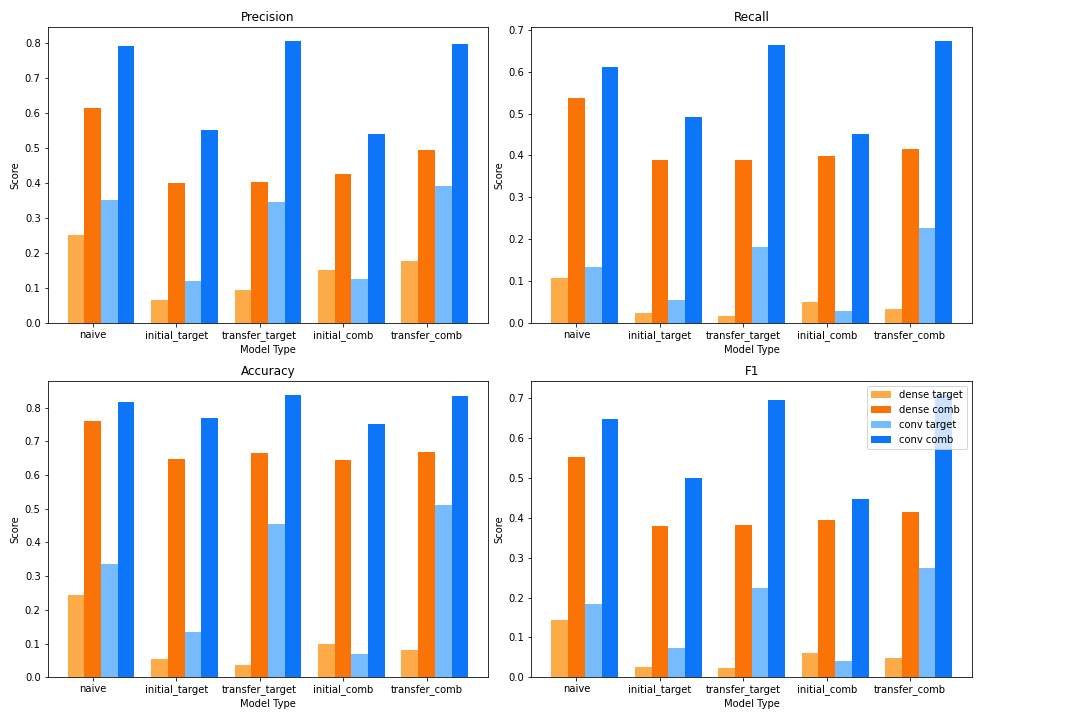 Precision
Score
0.8
0.7
0.6
0.5
0.4
0.3
0.2
0.1
0.0
naive initial_target transfer_target initial_comb transfer_comb
Model Type
Recall
Score
0.7
0.6
0.5
0.4
0.3
0.2
0.1
0.0
naive initial_target transfer_target initial_comb transfer_comb
Model Type
Accuracy
Score
0.8
0.7
0.6
0.5
0.4
0.3
0.2
0.1
0.0
naive initial_target transfer_target initial_comb transfer_comb
Model Type
F1
Score
0.7
0.6
0.5
0.4
0.3
0.2
0.1
0.0
dense target
dense comb
conv target
conv comb
naive initial_target transfer_target initial_comb transfer_comb
Model Type